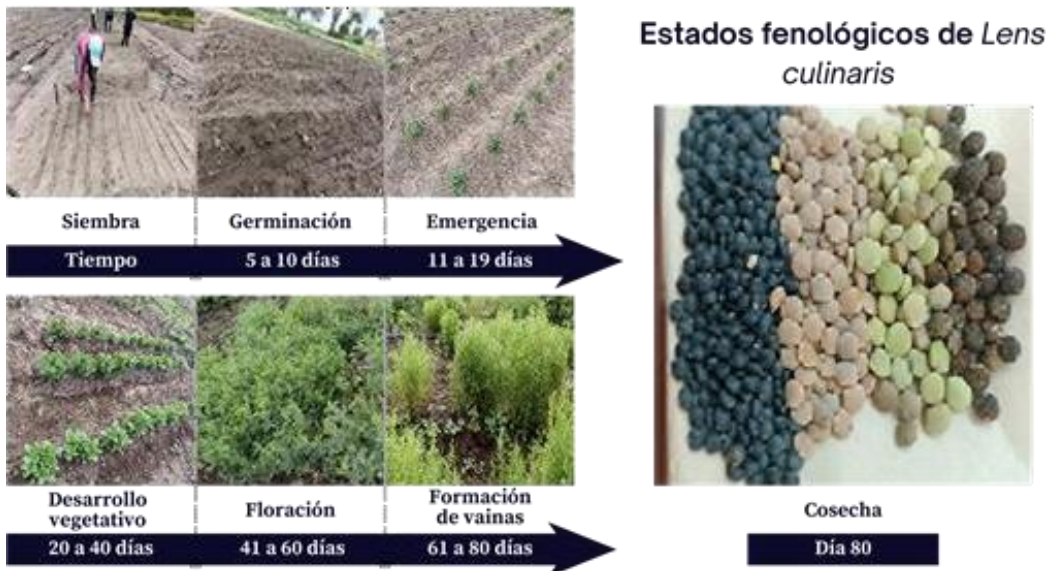 Estados fenológicos de Lens
culinaris
Siembra
Germinación
Emergencia
Tiempo
5 a 10 días
11 a 19 días
Desarrollo
vegetativo
Floración
Formación
de vainas
20 a 40 días
41 a 60 días
61 a 80 días
Cosecha
Día 80